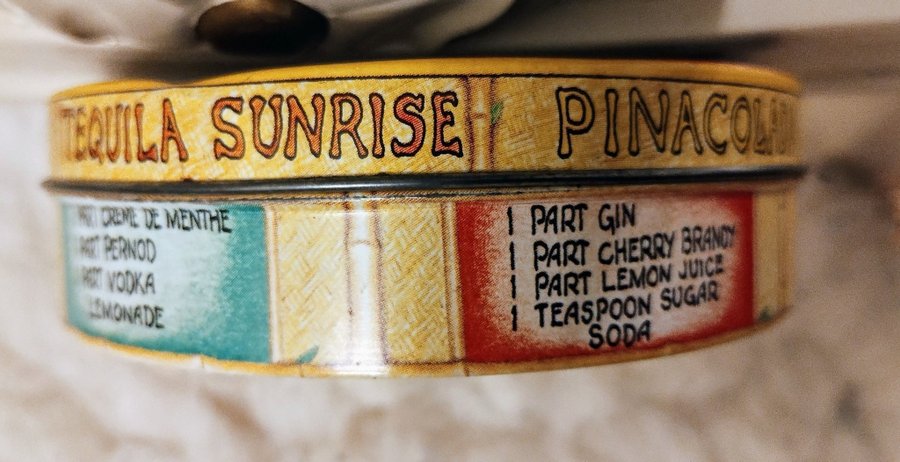 TEQUILA SUNRISE
PINACOLADA
PART CREME DE MENTHE
PART PERNOD
PART VODKA
LEMONADE
1 PART GIN
1 PART CHERRY BRANDY
1 PART LEMON JUICE
1 TEASPOON SUGAR
SODA